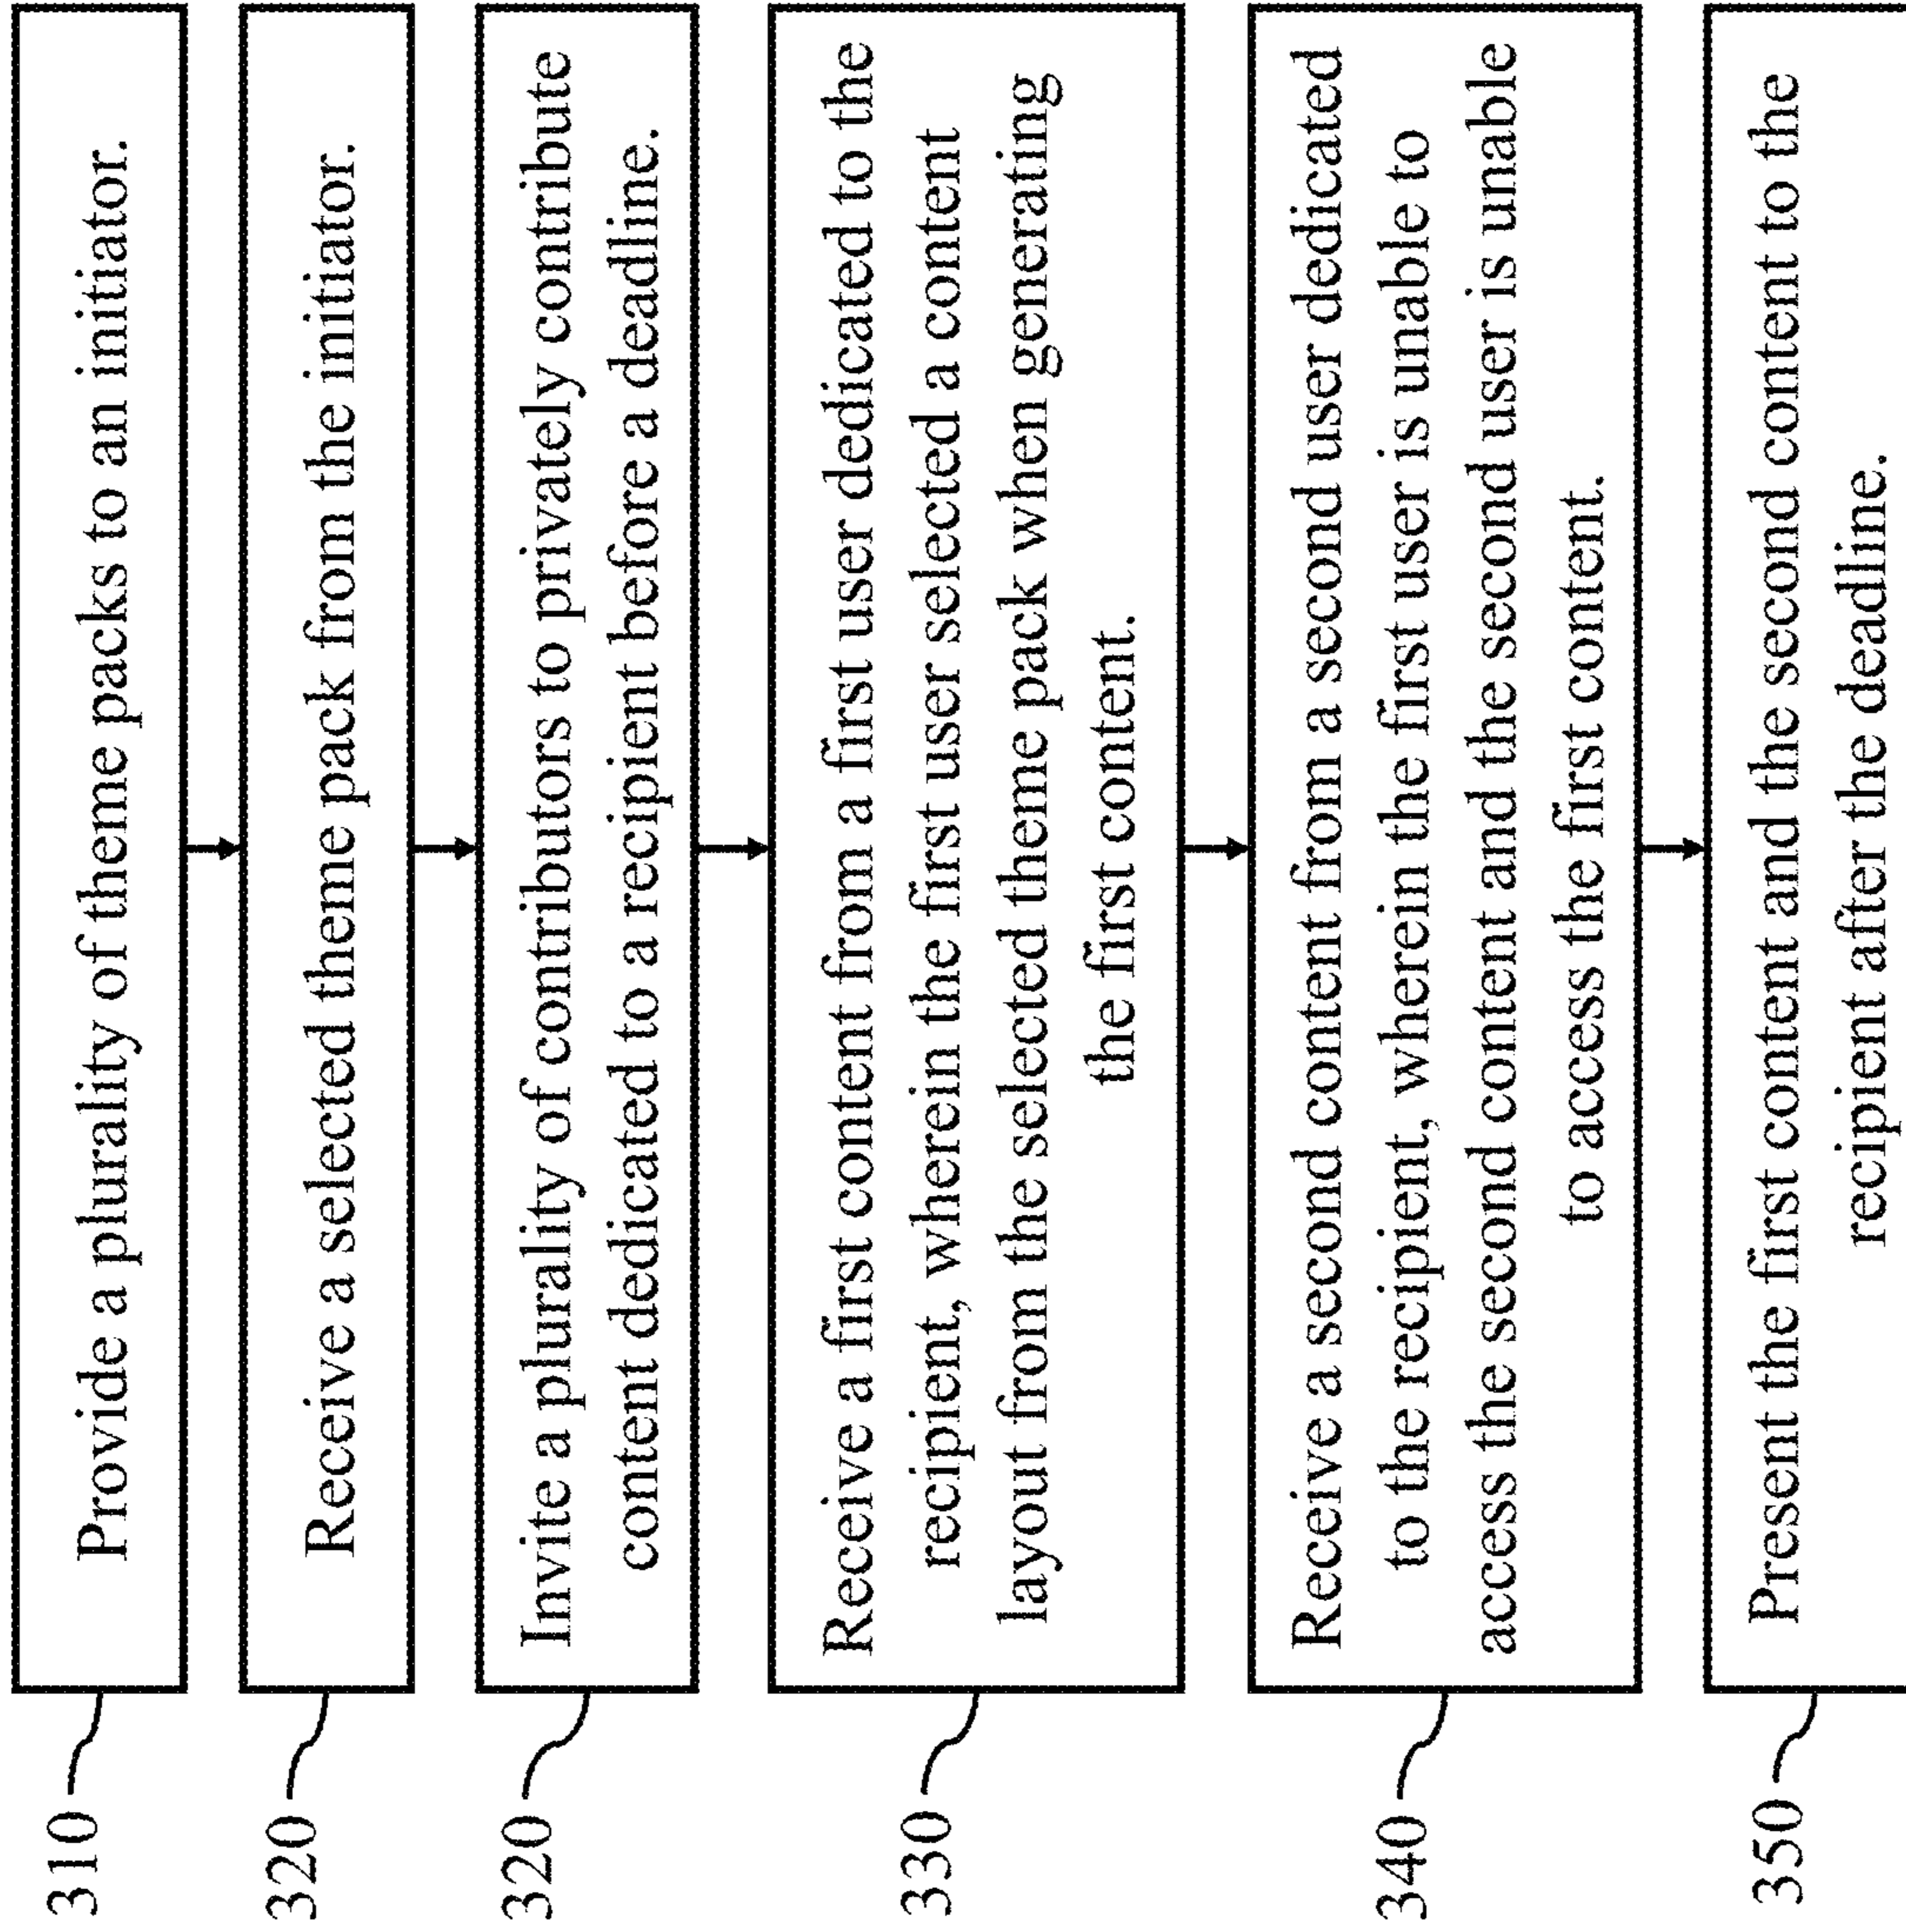 310
Provide a plurality of theme packs to an initiator.
320
Receive a selected theme pack from the initiator.
320
Invite a plurality of contributors to privately contribute
content dedicated to a recipient before a deadline.
330
Receive a first content from a first user dedicated to the
recipient, wherein the first user selected a content
layout from the selected theme pack when generating
the first content.
340
Receive a second content from a second user dedicated
to the recipient, wherein the first user is unable to
access the second content and the second user is unable
to access the first content.
350
Present the first content and the second content to the
recipient after the deadline.